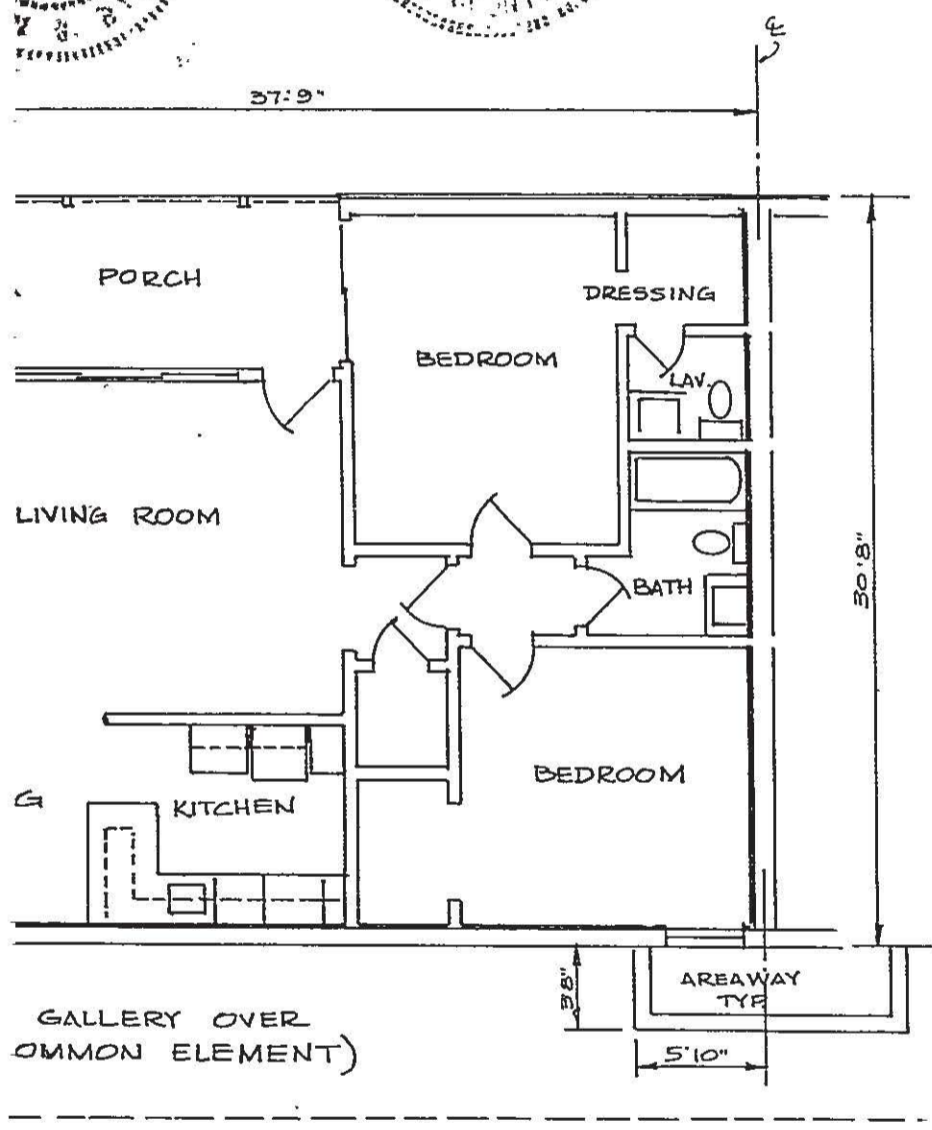 ℄
37'-9"
PORCH
DRESSING
BEDROOM
LAV.
LIVING ROOM
30'8"
BATH
BEDROOM
G
KITCHEN
AREAWAY
TYP.
3'8"
GALLERY OVER
OMMON ELEMENT)
5'10"